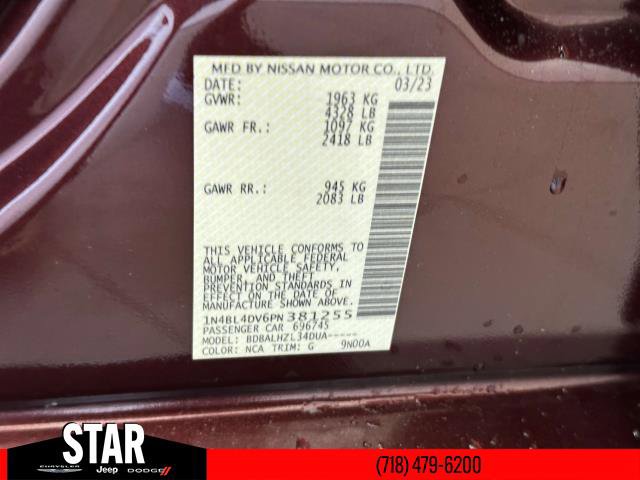 MFD BY NISSAN MOTOR CO., LTD.
DATE: 03/23
GVWR: 1963 KG
4328 LB
GAWR FR.: 1097 KG
2418 LB
GAWR RR.: 945 KG
2083 LB
THIS VEHICLE CONFORMS TO
ALL APPLICABLE FEDERAL
MOTOR VEHICLE SAFETY,
BUMPER, AND THEFT
PREVENTION STANDARDS
IN EFFECT ON THE DATE OF
MANUFACTURE SHOWN ABOVE.
1N4BL4DV6PN381255
PASSENGER CAR 696745
MODEL: BDBALHZL34DUA-----
COLOR: NCA TRIM: G 9N00A
STAR
CHRYSLER Jeep DODGE
(718) 479-6200